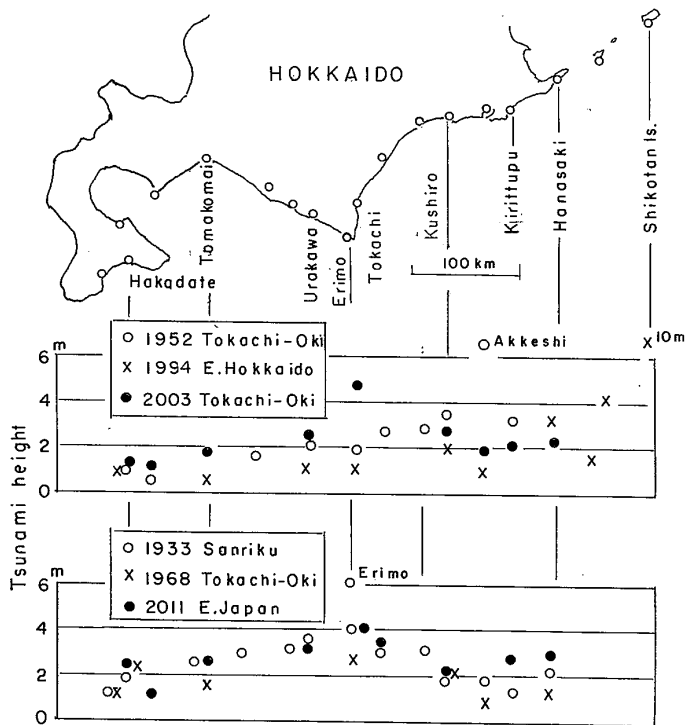 HOKKAIDO
Hakodate
Tomakomai
Urakawa
Erimo
Tokachi
Kushiro
Kirittupu
Hanasaki
Shikotan Is.
100 km
Tsunami height
m
6
4
2
0
o 1952 Tokachi-Oki
x 1994 E.Hokkaido
● 2003 Tokachi-Oki
Akkeshi
10m
m
6
4
2
0
o 1933 Sanriku
x 1968 Tokachi-Oki
● 2011 E.Japan
Erimo